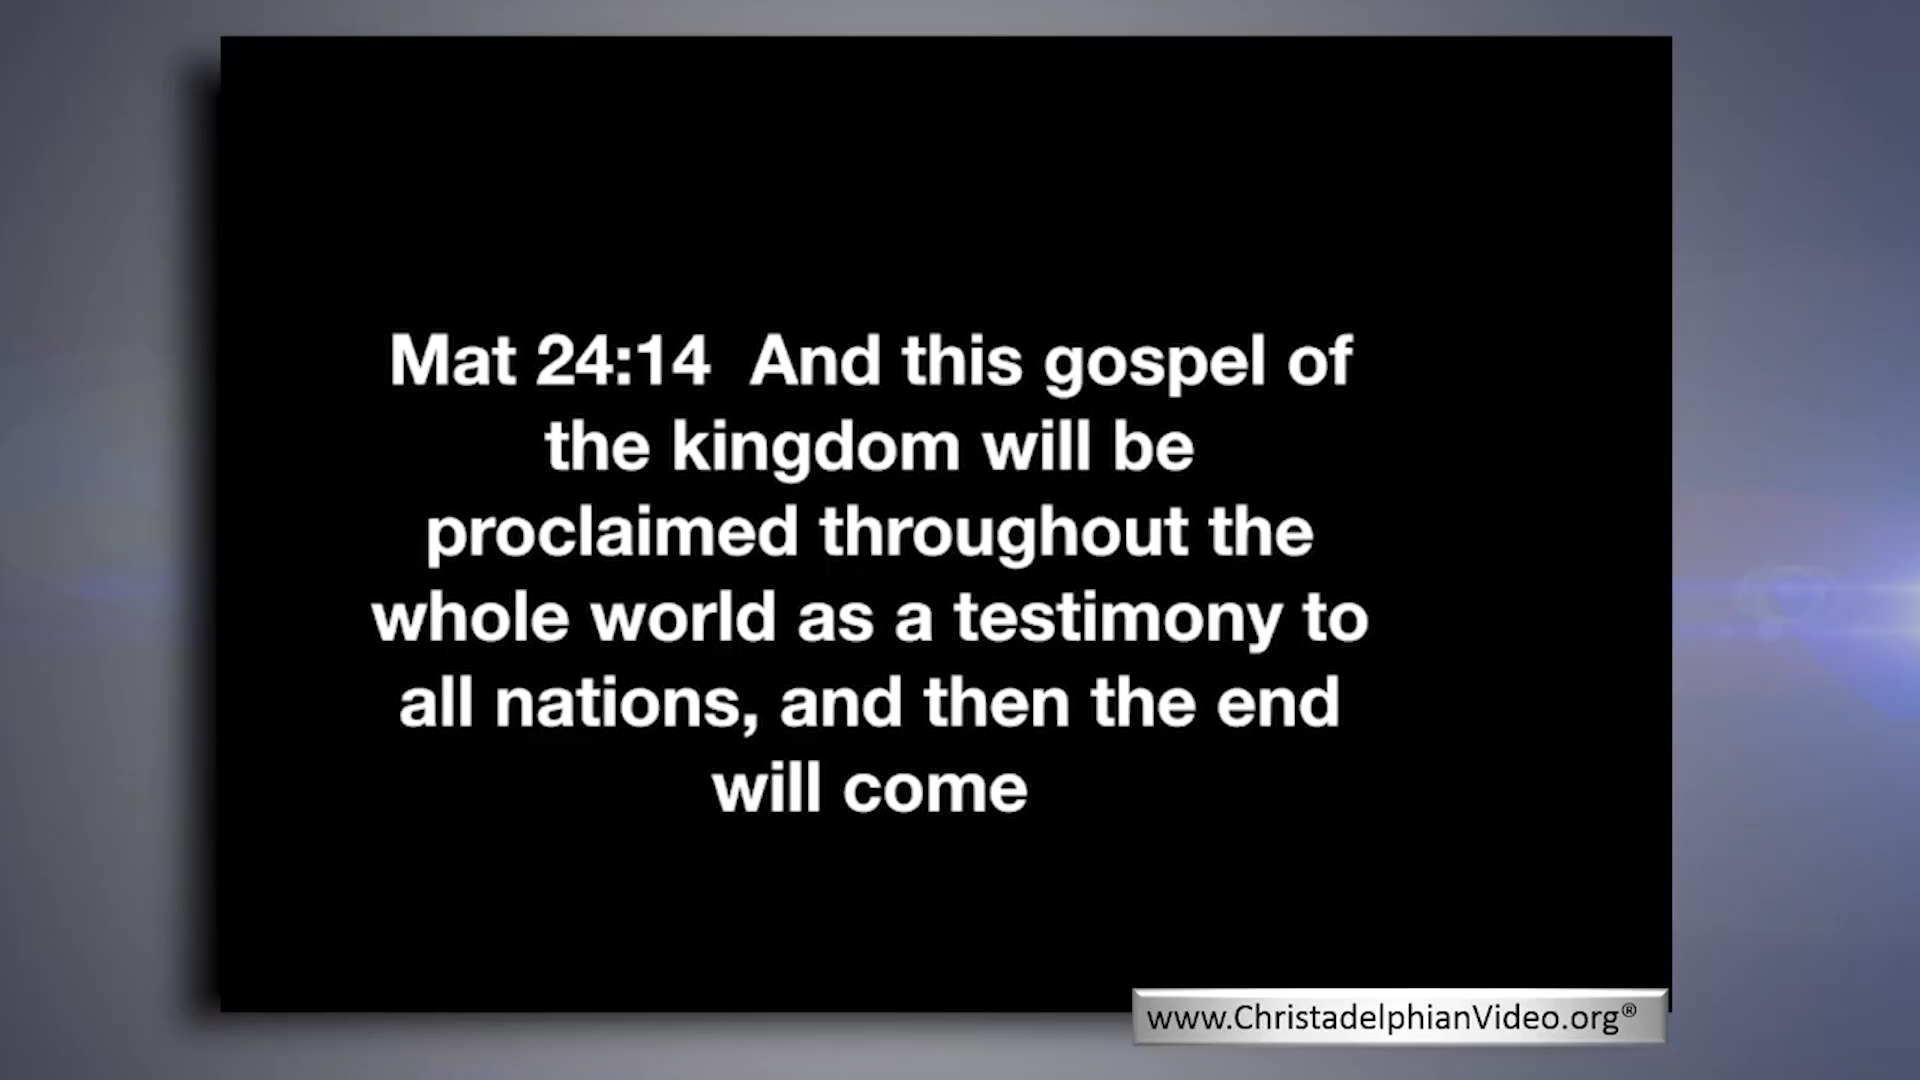 Mat 24:14  And this gospel of
the kingdom will be
proclaimed throughout the
whole world as a testimony to
all nations, and then the end
will come
www.ChristadelphianVideo.org®